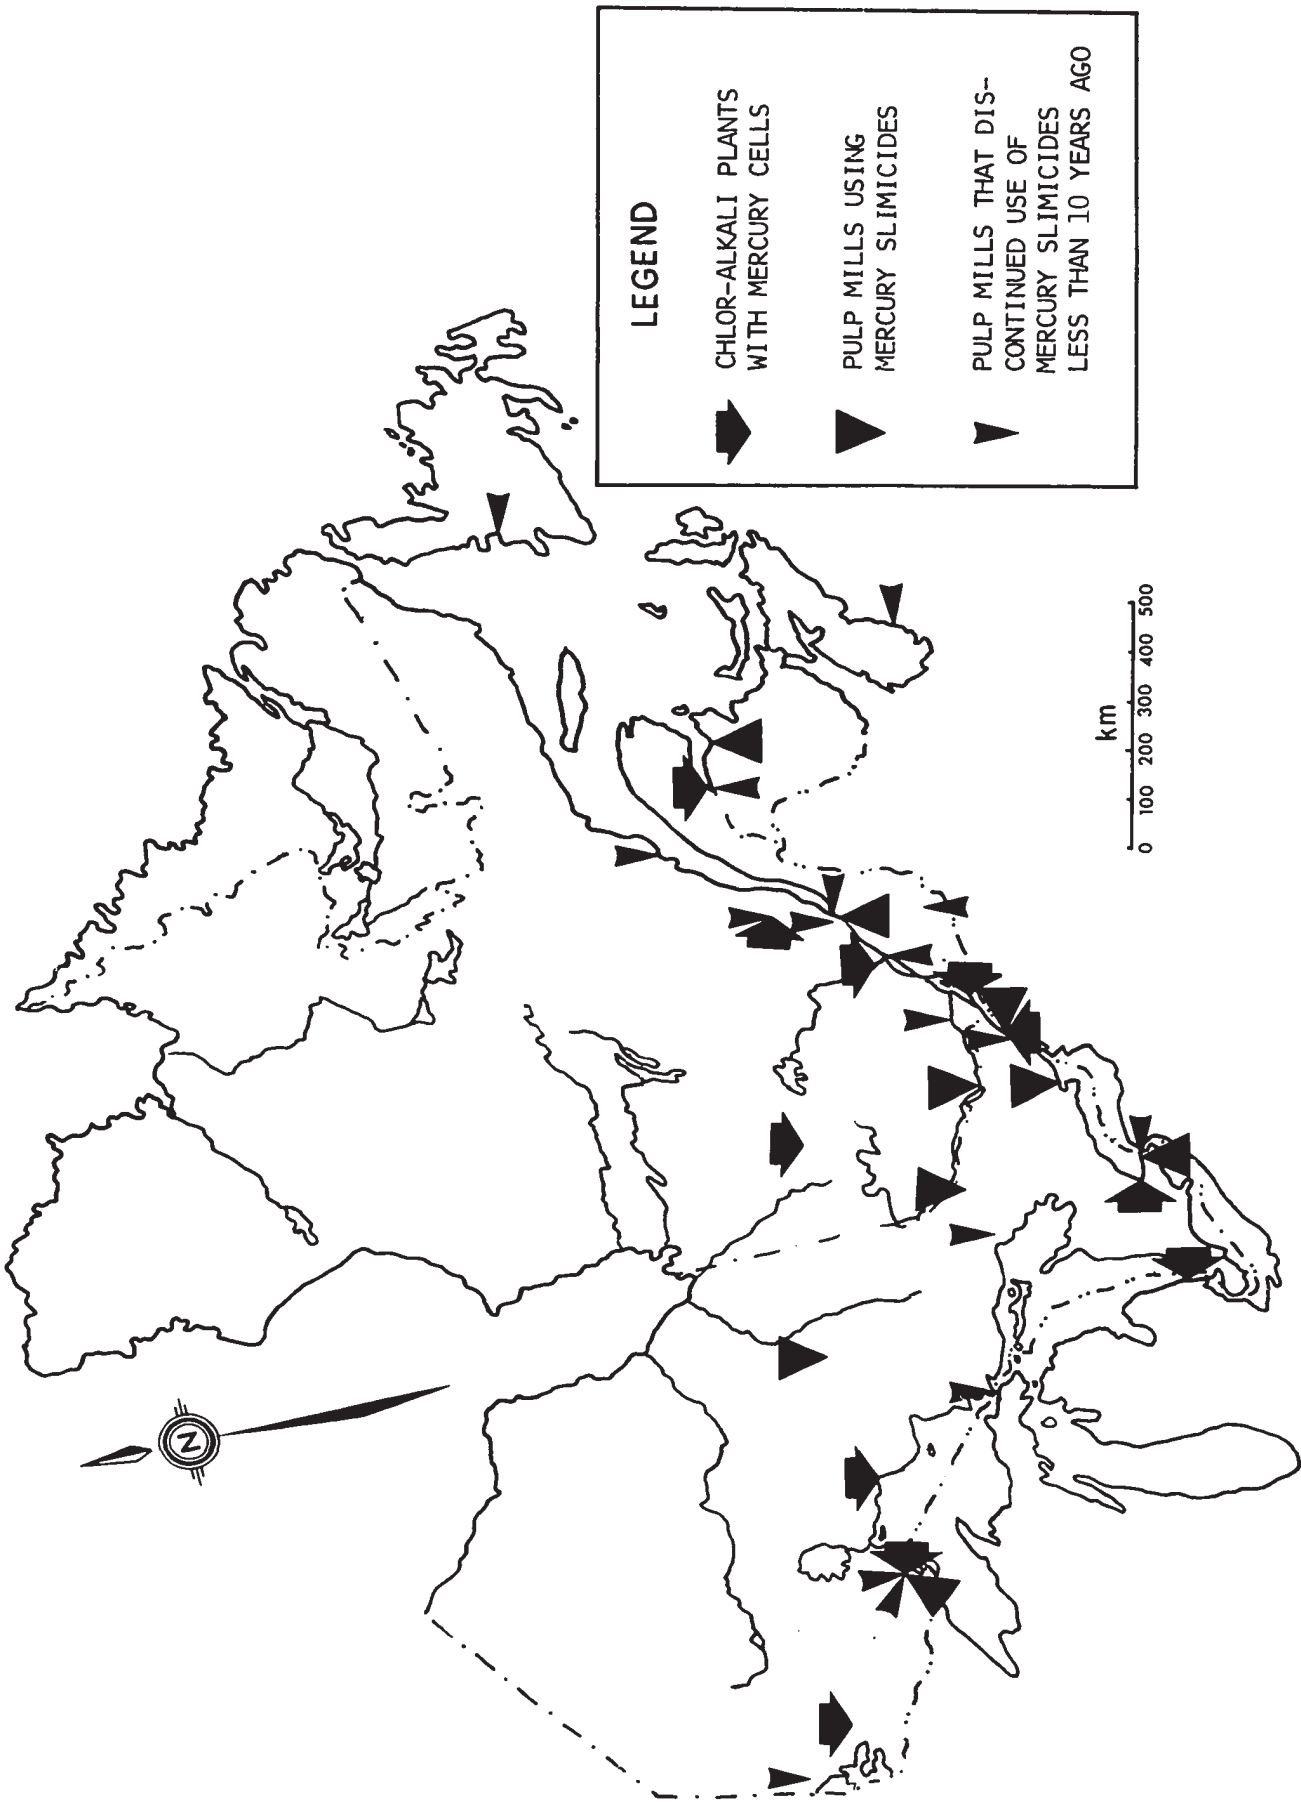 LEGEND
CHLOR-ALKALI PLANTS
WITH MERCURY CELLS
PULP MILLS USING
MERCURY SLIMICIDES
PULP MILLS THAT DIS-
CONTINUED USE OF
MERCURY SLIMICIDES
LESS THAN 10 YEARS AGO
km
0 100 200 300 400 500
N